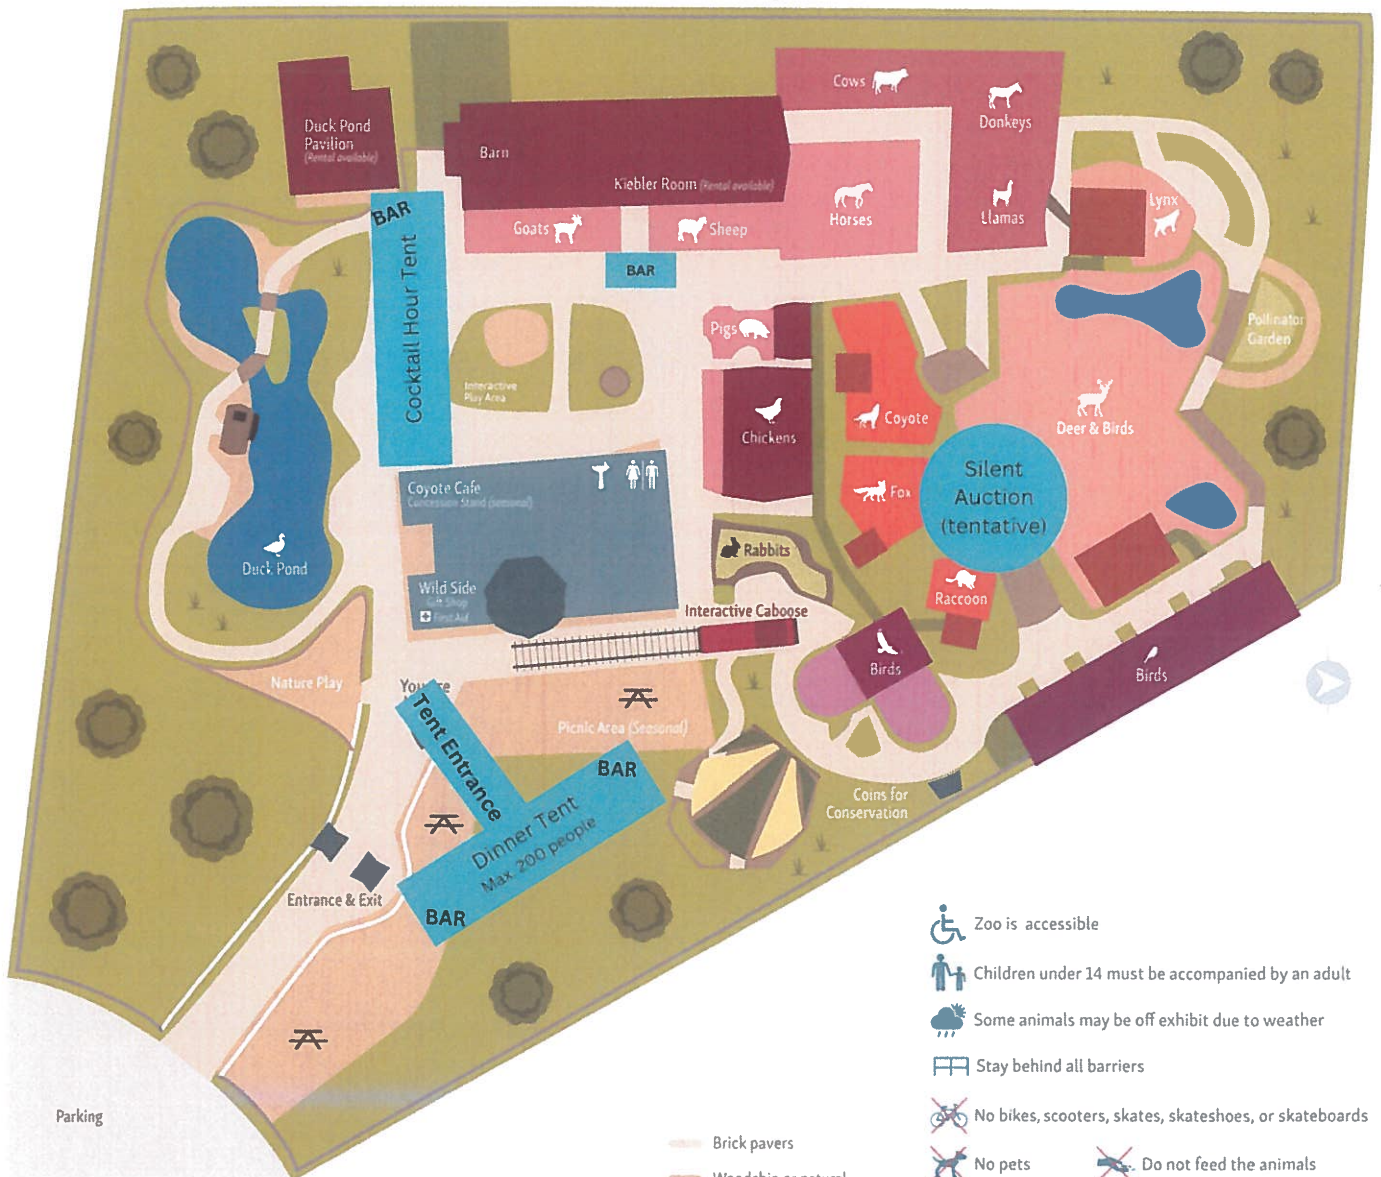 Duck Pond
Pavilion
(Rental available)
Barn
Kiebler Room (Rental available)
Cows
Donkeys
Goats
Sheep
Horses
Llamas
Lynx
BAR
Cocktail Hour Tent
BAR
Pigs
Interactive
Play Area
Pollinator
Garden
Chickens
Coyote
Deer & Birds
Fox
Silent
Auction
(tentative)
Coyote Cafe
Concession Stand (seasonal)
Duck Pond
Rabbits
Wild Side
Gift Shop
First Aid
Interactive Caboose
Raccoon
Birds
Birds
Nature Play
Tent Entrance
Picnic Area (Seasonal)
BAR
Dinner Tent
Max 200 people
BAR
Coins for
Conservation
Entrance & Exit
Parking
Zoo is accessible
Children under 14 must be accompanied by an adult
Some animals may be off exhibit due to weather
Stay behind all barriers
No bikes, scooters, skates, skateshoes, or skateboards
No pets
Do not feed the animals
Brick pavers